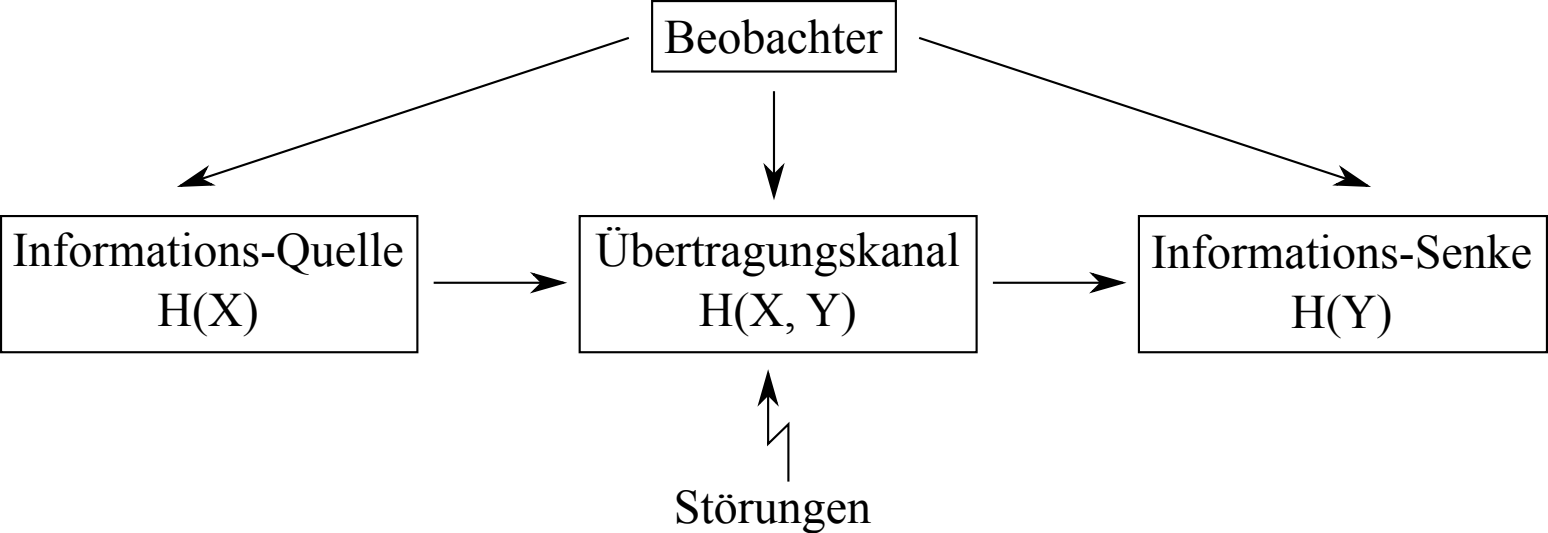 Beobachter
Informations-Quelle
H(X)
Übertragungskanal
H(X, Y)
Informations-Senke
H(Y)
Störungen